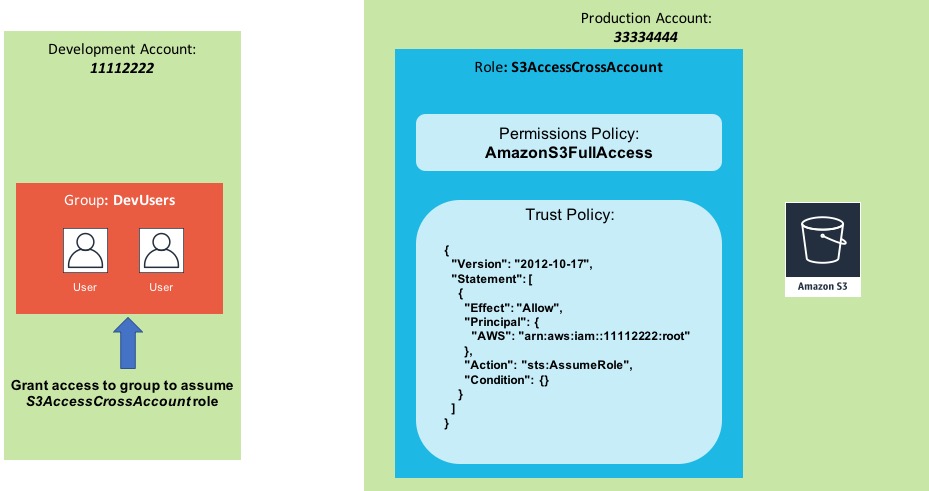 Development Account:
11112222
Group: DevUsers
User
User
Grant access to group to assume
S3AccessCrossAccount role
Production Account:
33334444
Role: S3AccessCrossAccount
Permissions Policy:
AmazonS3FullAccess
Trust Policy:
{
"Version": "2012-10-17",
"Statement": [
{
"Effect": "Allow",
"Principal": {
"AWS": "arn:aws:iam::11112222:root"
},
"Action": "sts:AssumeRole",
"Condition": {}
}
]
}
Amazon S3